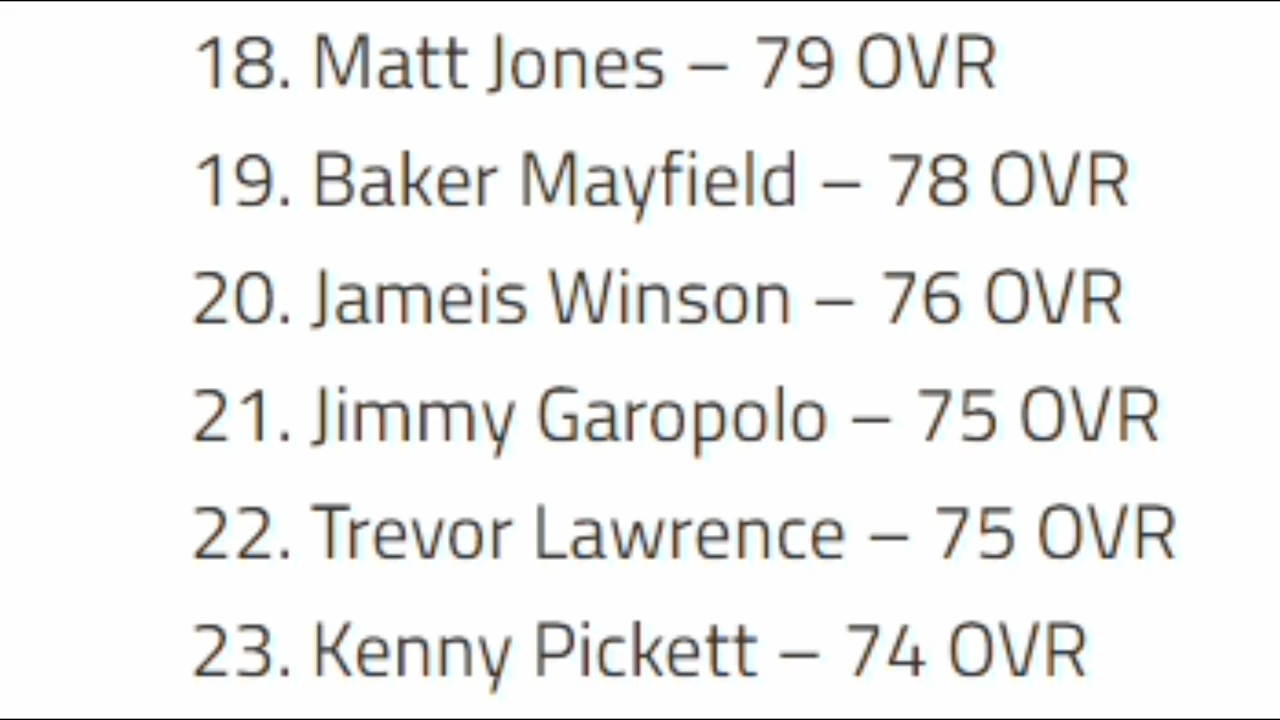 18. Matt Jones – 79 OVR
19. Baker Mayfield – 78 OVR
20. Jameis Winson – 76 OVR
21. Jimmy Garopolo – 75 OVR
22. Trevor Lawrence – 75 OVR
23. Kenny Pickett – 74 OVR